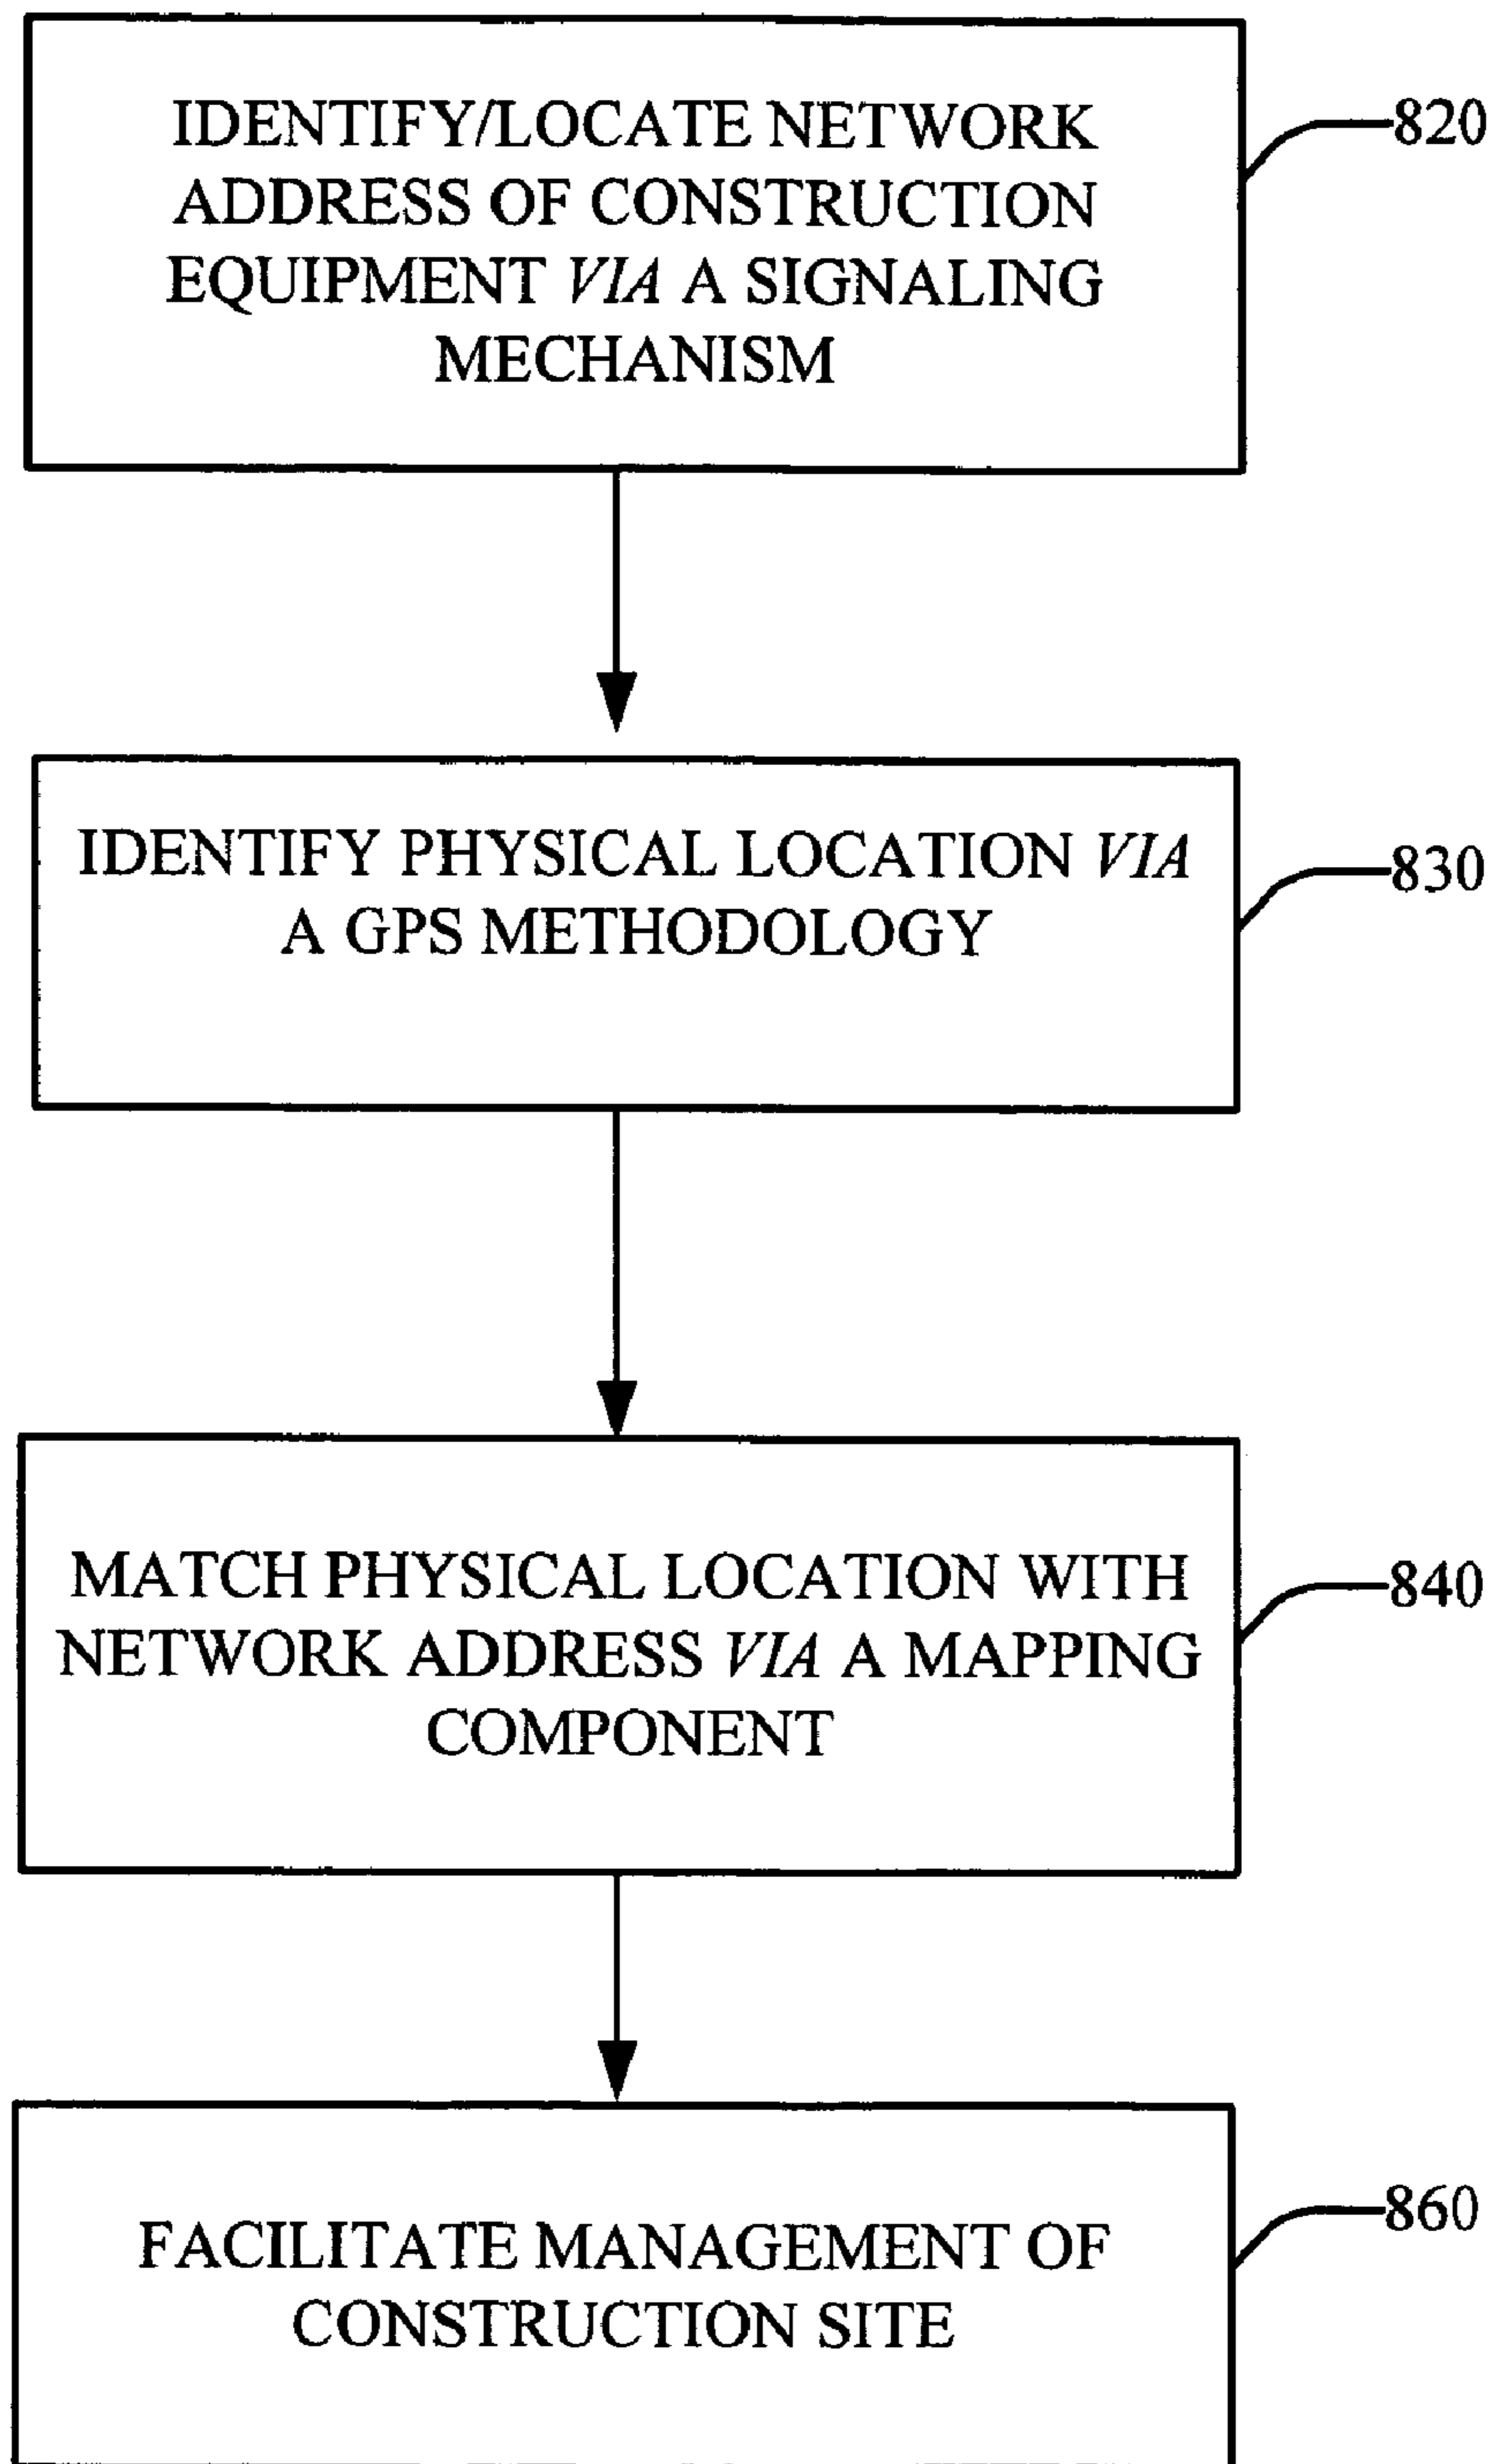 IDENTIFY/LOCATE NETWORK
ADDRESS OF CONSTRUCTION
EQUIPMENT VIA A SIGNALING
MECHANISM
820
IDENTIFY PHYSICAL LOCATION VIA
A GPS METHODOLOGY
830
MATCH PHYSICAL LOCATION WITH
NETWORK ADDRESS VIA A MAPPING
COMPONENT
840
FACILITATE MANAGEMENT OF
CONSTRUCTION SITE
860